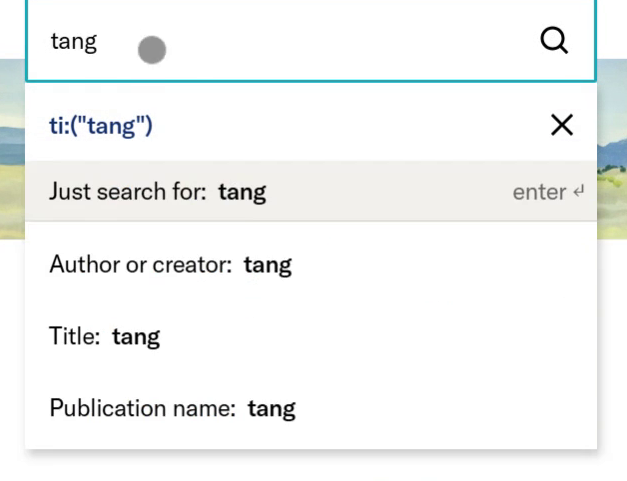 tang
ti:("tang")
Just search for: tang enter ↵
Author or creator: tang
Title: tang
Publication name: tang